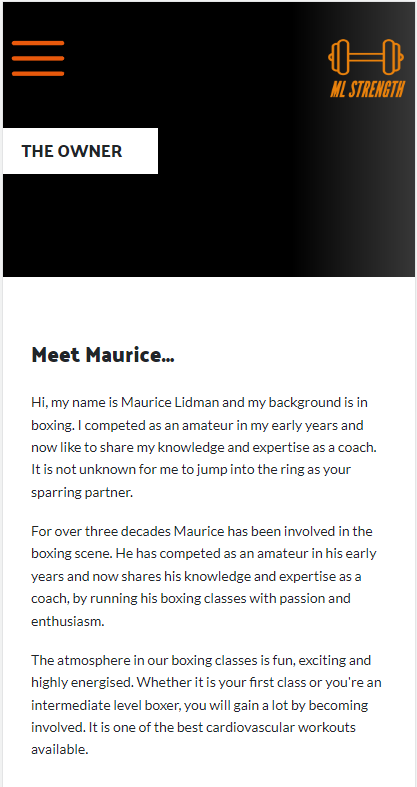 ML STRENGTH
THE OWNER
Meet Maurice...
Hi, my name is Maurice Lidman and my background is in
boxing. I competed as an amateur in my early years and
now like to share my knowledge and expertise as a coach.
It is not unknown for me to jump into the ring as your
sparring partner.
For over three decades Maurice has been involved in the
boxing scene. He has competed as an amateur in his early
years and now shares his knowledge and expertise as a
coach, by running his boxing classes with passion and
enthusiasm.
The atmosphere in our boxing classes is fun, exciting and
highly energised. Whether it is your first class or you're an
intermediate level boxer, you will gain a lot by becoming
involved. It is one of the best cardiovascular workouts
available.